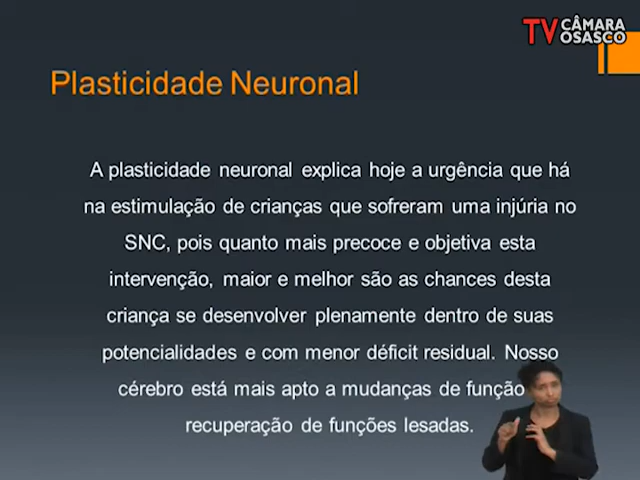 TV CÂMARA
OSASCO
Plasticidade Neuronal
A plasticidade neuronal explica hoje a urgência que há
na estimulação de crianças que sofreram uma injúria no
SNC, pois quanto mais precoce e objetiva esta
intervenção, maior e melhor são as chances desta
criança se desenvolver plenamente dentro de suas
potencialidades e com menor déficit residual. Nosso
cérebro está mais apto a mudanças de função
recuperação de funções lesadas.